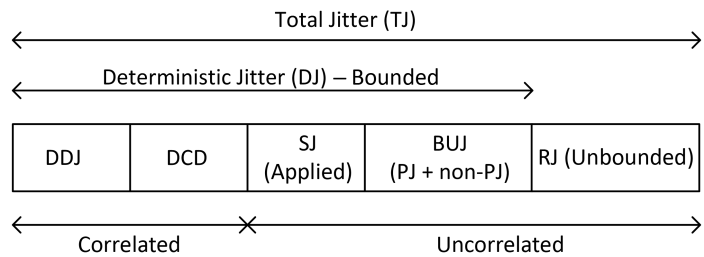 Total Jitter (TJ)
Deterministic Jitter (DJ) – Bounded
DDJ
DCD
SJ
(Applied)
BUJ
(PJ + non-PJ)
RJ (Unbounded)
Correlated
Uncorrelated